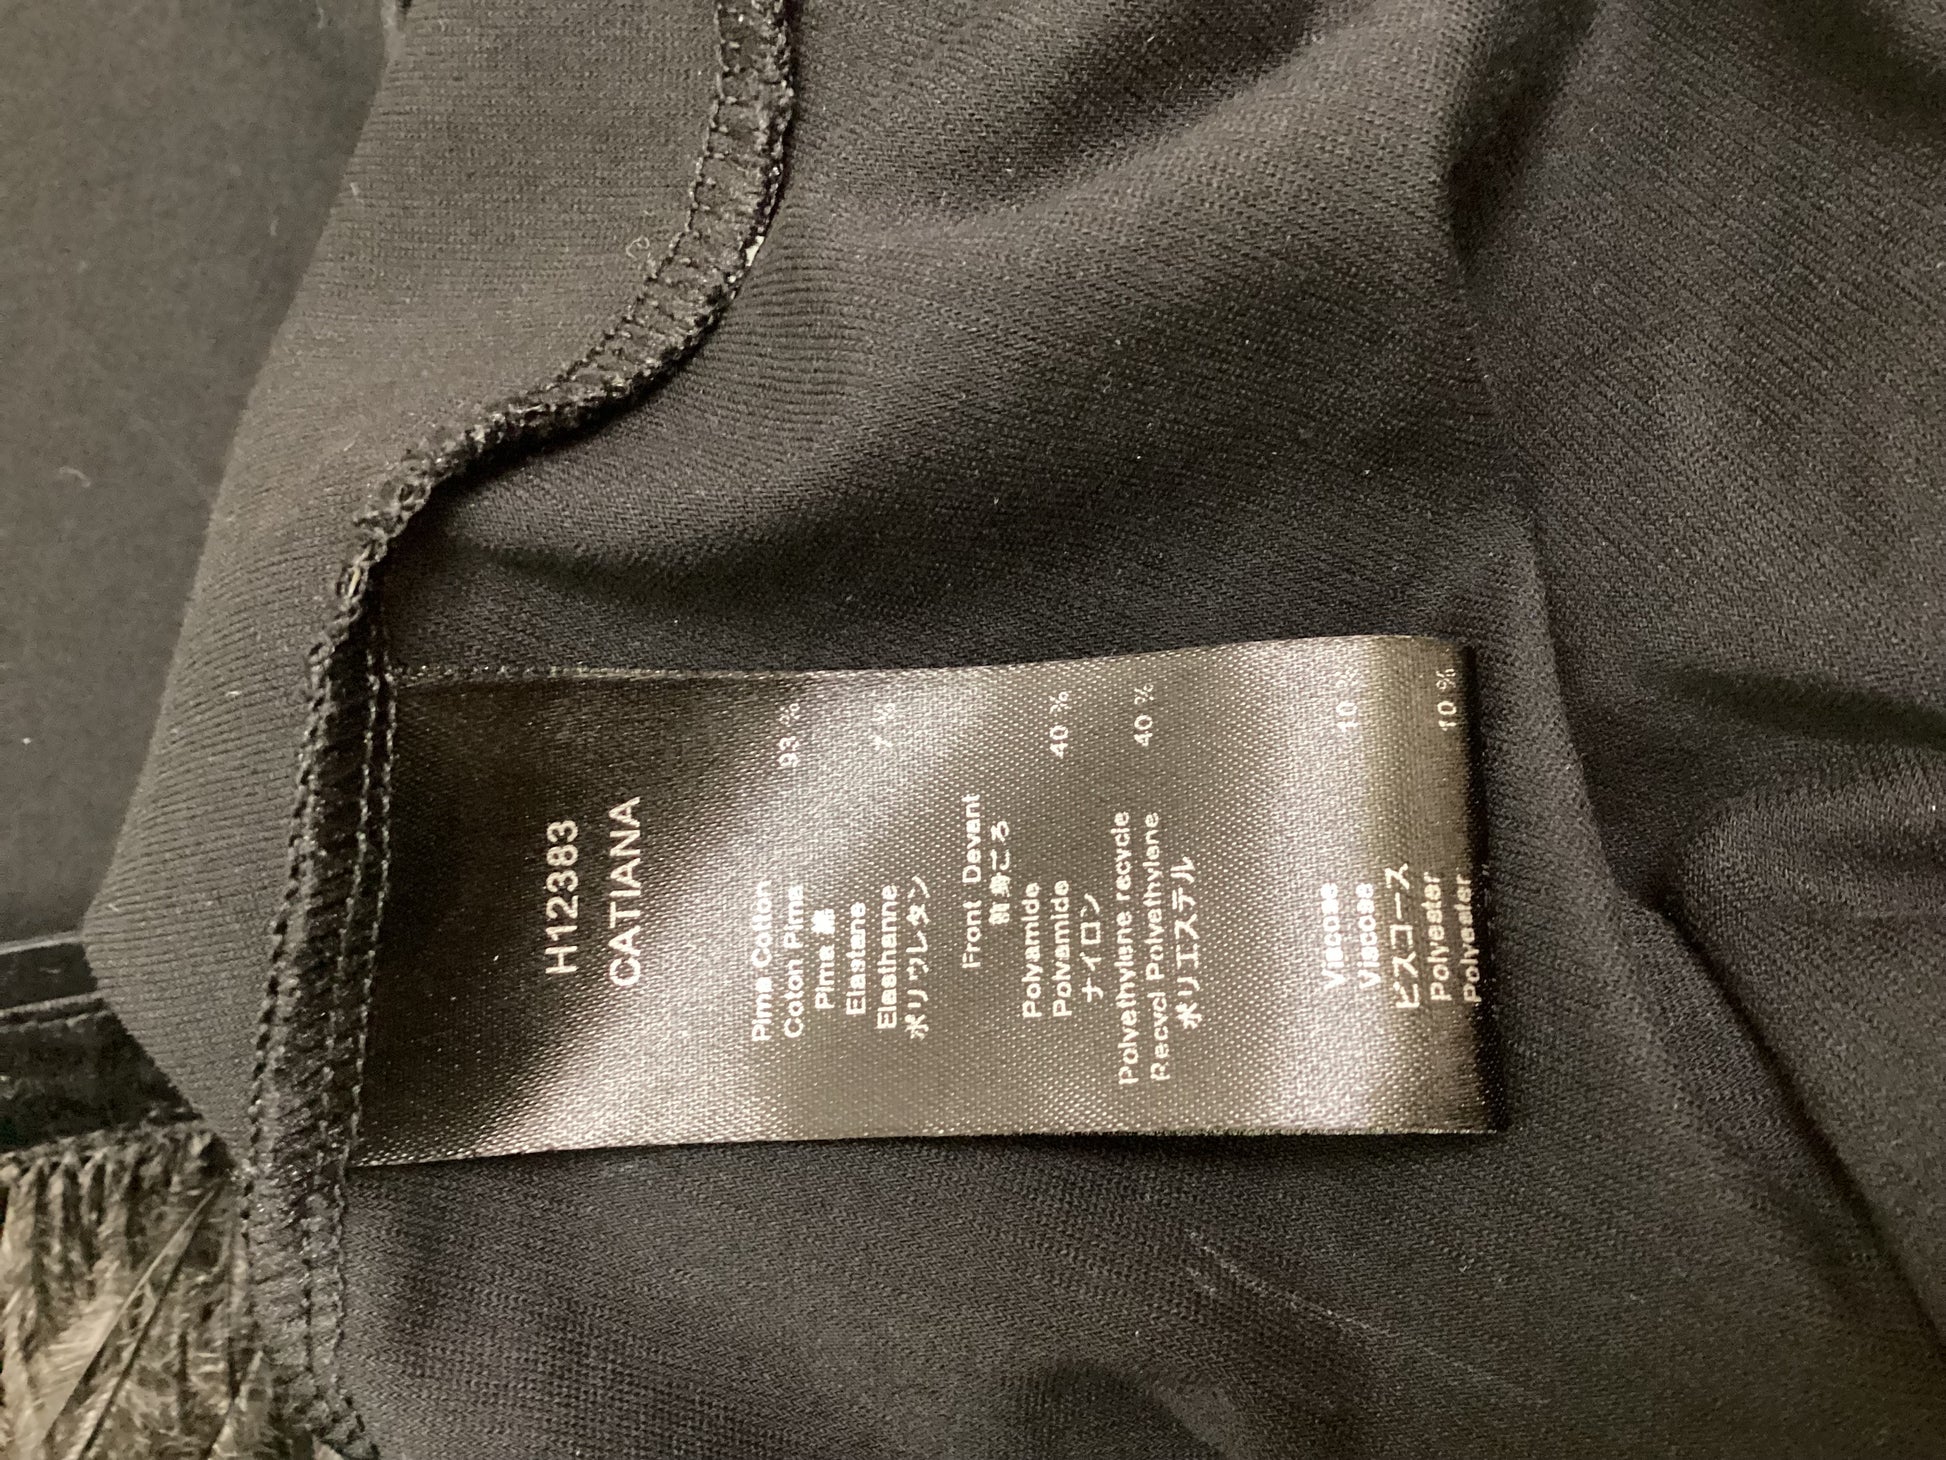 H12383
CATIANA
Pima Cotton 93 %
Coton Pima
Pima 綿
Elastane 7 %
Elasthanne
ポリウレタン
Front Devant
前身ごろ
Polyamide 40 %
Polyamide
ナイロン
Polyethylene recycle 40 %
Recycl Polyethylene
ポリエステル
Viscose 10 %
Viscose
ビスコース
Polyester 10 %
Polyester